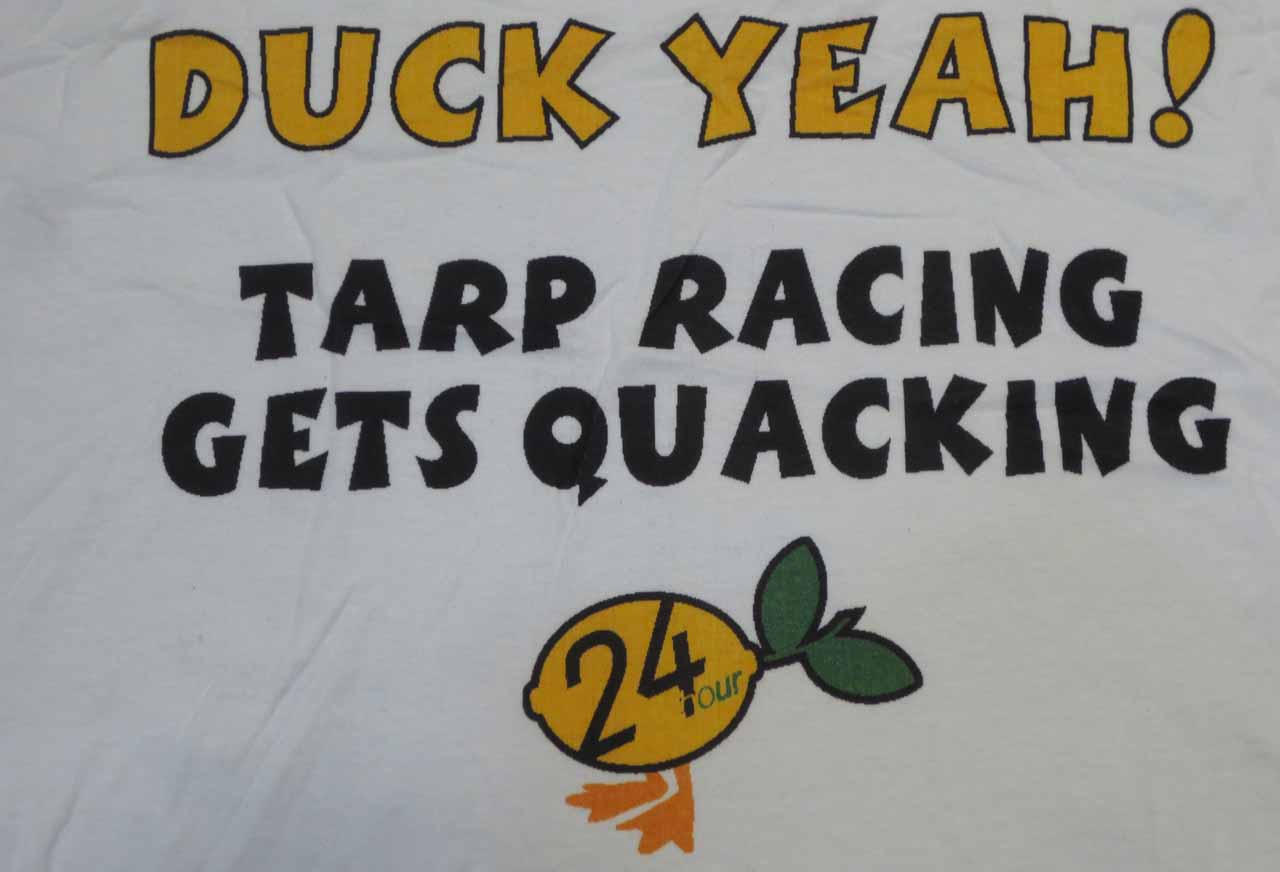 DUCK YEAH!
TARP RACING
GETS QUACKING
24
Hour